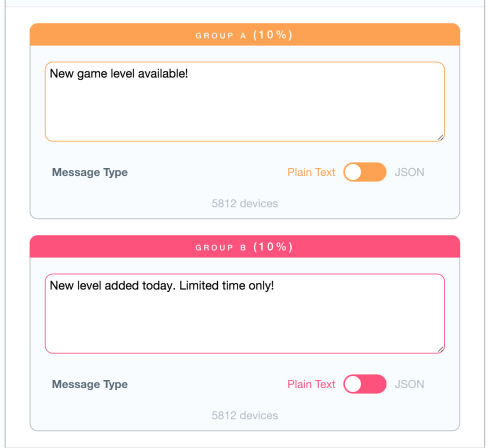 GROUP A (10%)
New game level available!
Message Type Plain Text JSON
5812 devices
GROUP B (10%)
New level added today. Limited time only!
Message Type Plain Text JSON
5812 devices